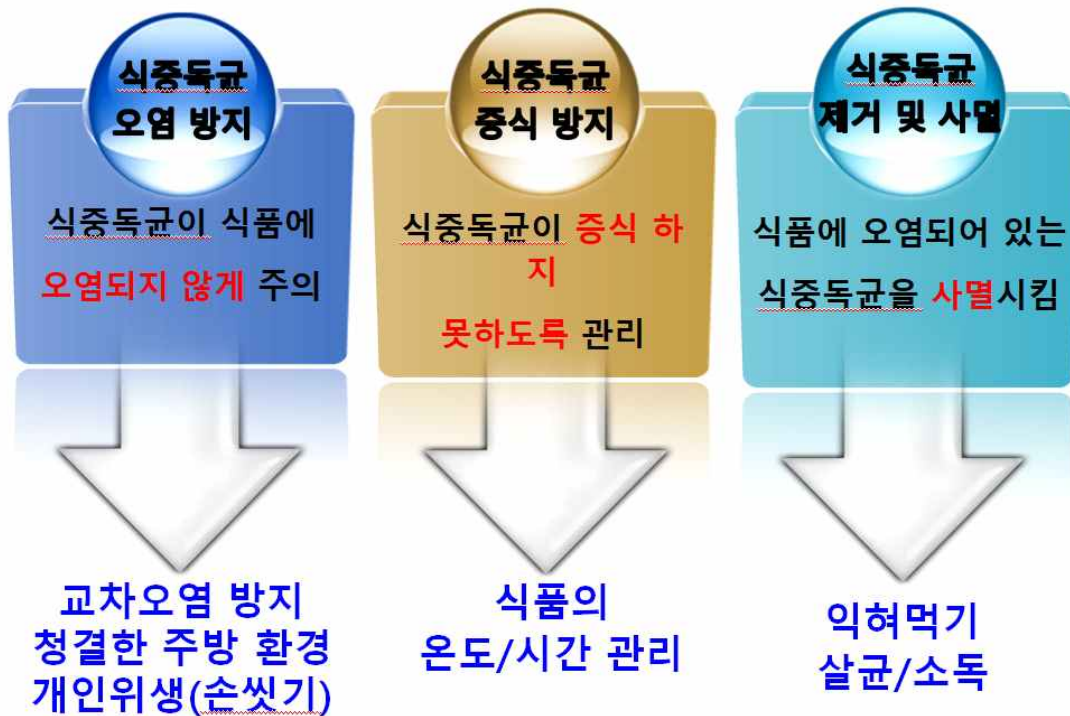 식중독균
오염 방지
식중독균이 식품에
오염되지 않게 주의
교차오염 방지
청결한 주방 환경
개인위생(손씻기)
식중독균
증식 방지
식중독균이 증식 하
지
못하도록 관리
식품의
온도/시간 관리
식중독균
제거 및 사멸
식품에 오염되어 있는
식중독균을 사멸시킴
익혀먹기
살균/소독